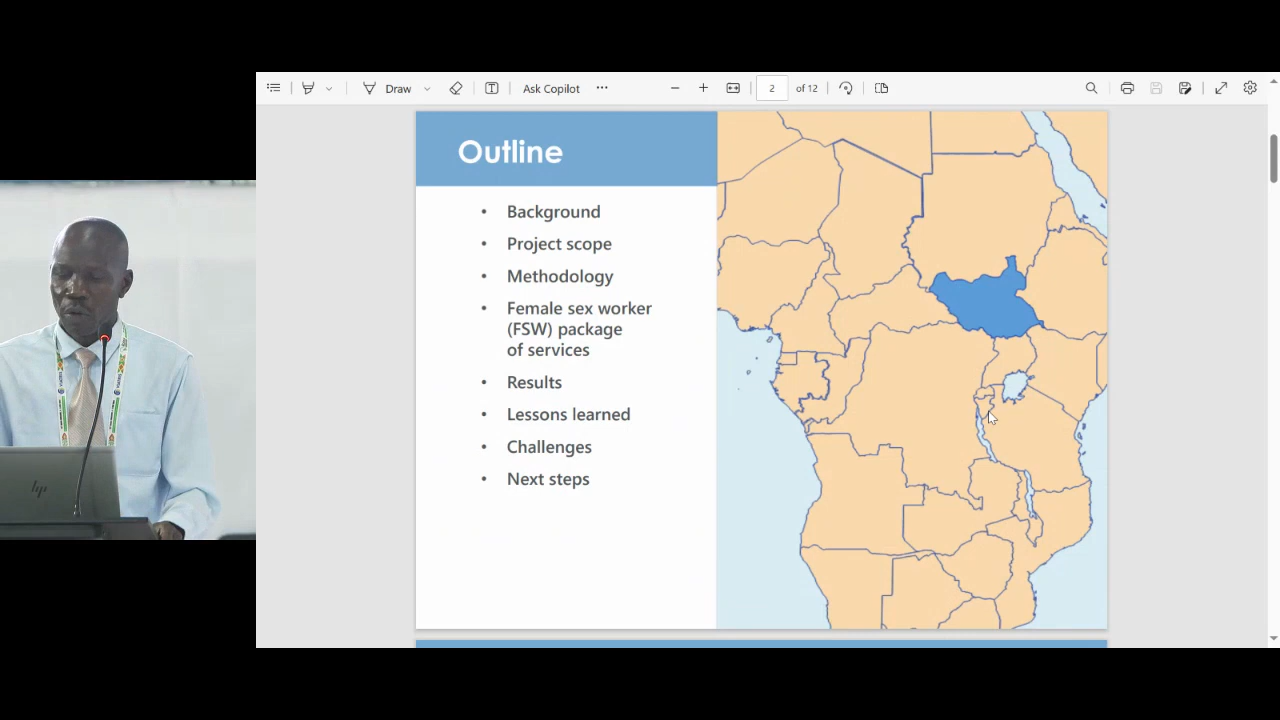 Draw
Ask Copilot
2
of 12
Outline
• Background
• Project scope
• Methodology
• Female sex worker
(FSW) package
of services
• Results
• Lessons learned
• Challenges
• Next steps
hp